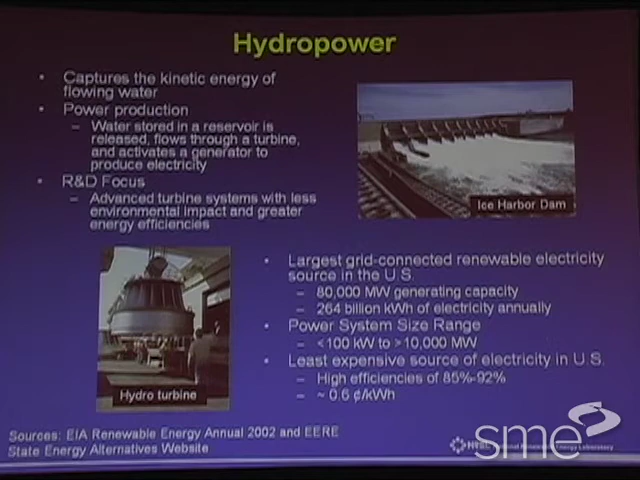 Hydropower
• Captures the kinetic energy of
flowing water
• Power production
– Water stored in a reservoir is
released, flows through a turbine,
and activates a generator to
produce electricity
• R&D Focus
– Advanced turbine systems with less
environmental impact and greater
energy efficiencies
Ice Harbor Dam
Hydro turbine
• Largest grid-connected renewable electricity
source in the U.S.
– 80,000 MW generating capacity
– 264 billion kWh of electricity annually
• Power System Size Range
– <100 kW to >10,000 MW
• Least expensive source of electricity in U.S.
– High efficiencies of 85%-92%
– ~ 0.6 ¢/kWh
Sources: EIA Renewable Energy Annual 2002 and EERE
State Energy Alternatives Website
sme
Energy Laboratory